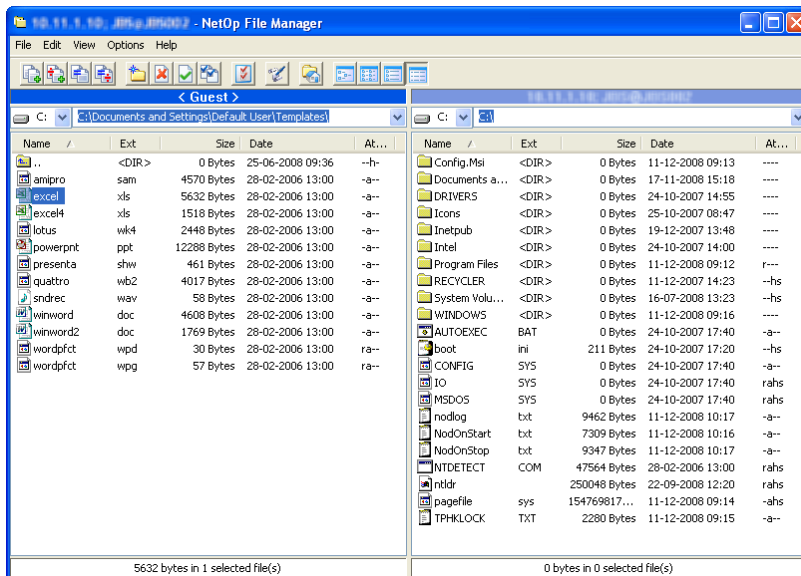 - NetOp File Manager
File Edit View Options Help
< Guest >
C: C:\Documents and Settings\Default User\Templates\
C: C:\
Name Ext Size Date At...
.. <DIR> 0 Bytes 25-06-2008 09:36 --h-
amipro sam 4570 Bytes 28-02-2006 13:00 -a--
excel xls 5632 Bytes 28-02-2006 13:00 -a--
excel4 xls 1518 Bytes 28-02-2006 13:00 -a--
lotus wk4 2448 Bytes 28-02-2006 13:00 -a--
powerpnt ppt 12288 Bytes 28-02-2006 13:00 -a--
presenta shw 461 Bytes 28-02-2006 13:00 -a--
quattro wb2 4017 Bytes 28-02-2006 13:00 -a--
sndrec wav 58 Bytes 28-02-2006 13:00 -a--
winword doc 4608 Bytes 28-02-2006 13:00 -a--
winword2 doc 1769 Bytes 28-02-2006 13:00 -a--
wordpfct wpd 30 Bytes 28-02-2006 13:00 ra--
wordpfct wpg 57 Bytes 28-02-2006 13:00 ra--
5632 bytes in 1 selected file(s)
Name Ext Size Date At...
Config.Msi <DIR> 0 Bytes 11-12-2008 09:13 ----
Documents a... <DIR> 0 Bytes 17-11-2008 15:18 ----
DRIVERS <DIR> 0 Bytes 24-10-2007 14:55 ----
Icons <DIR> 0 Bytes 25-10-2007 08:47 ----
Inetpub <DIR> 0 Bytes 19-12-2007 13:48 ----
Intel <DIR> 0 Bytes 24-10-2007 14:00 ----
Program Files <DIR> 0 Bytes 11-12-2008 09:12 r---
RECYCLER <DIR> 0 Bytes 11-12-2007 14:23 --hs
System Volu... <DIR> 0 Bytes 16-07-2008 13:23 --hs
WINDOWS <DIR> 0 Bytes 11-12-2008 09:16 ----
AUTOEXEC BAT 0 Bytes 24-10-2007 17:40 -a--
boot ini 211 Bytes 24-10-2007 17:20 --hs
CONFIG SYS 0 Bytes 24-10-2007 17:40 -a--
IO SYS 0 Bytes 24-10-2007 17:40 rahs
MSDOS SYS 0 Bytes 24-10-2007 17:40 rahs
nodlog txt 9462 Bytes 11-12-2008 10:17 -a--
NodOnStart txt 7309 Bytes 11-12-2008 10:16 -a--
NodOnStop txt 9347 Bytes 11-12-2008 10:17 -a--
NTDETECT COM 47564 Bytes 28-02-2006 13:00 rahs
ntldr 250048 Bytes 22-09-2008 12:20 rahs
pagefile sys 154769817... 11-12-2008 09:14 -ahs
TPHKLOCK TXT 2280 Bytes 11-12-2008 09:15 -a--
0 bytes in 0 selected file(s)